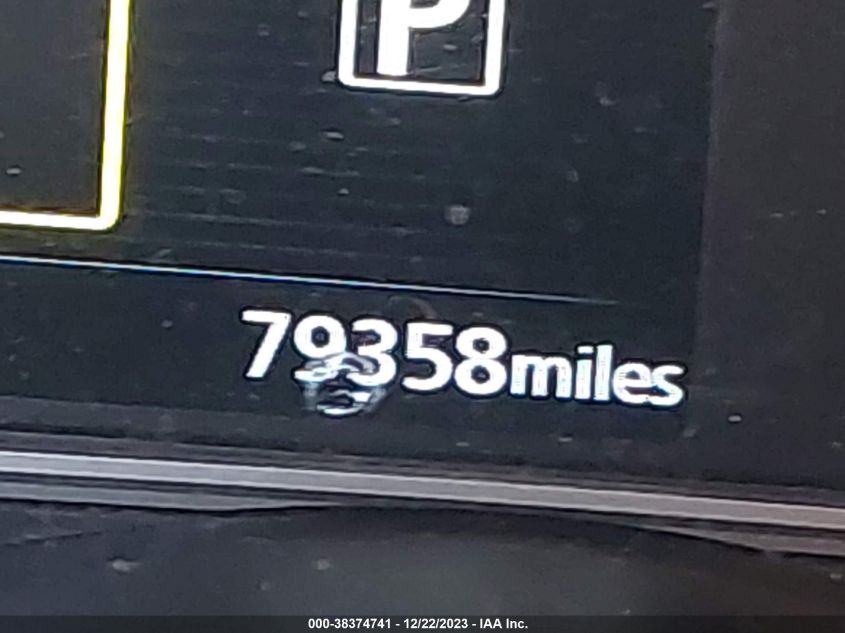 P
79358miles
000-38374741 - 12/22/2023 - IAA Inc.